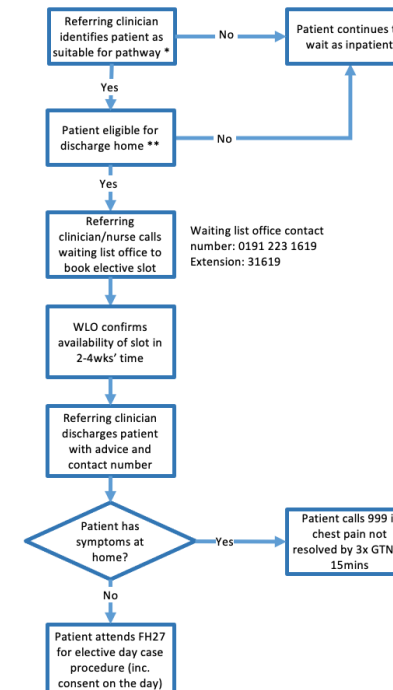 Referring clinician
identifies patient as
suitable for pathway *
No
Patient continues
wait as inpatient
Yes
Patient eligible for
discharge home **
No
Yes
Referring
clinician/nurse calls
waiting list office to
book elective slot
Waiting list office contact
number: 0191 223 1619
Extension: 31619
WLO confirms
availability of slot in
2-4wks’ time
Referring clinician
discharges patient
with advice and
contact number
Patient has
symptoms at
home?
Yes
Patient calls 999
chest pain not
resolved by 3x GTN
15mins
No
Patient attends FH27
for elective day case
procedure (inc.
consent on the day)